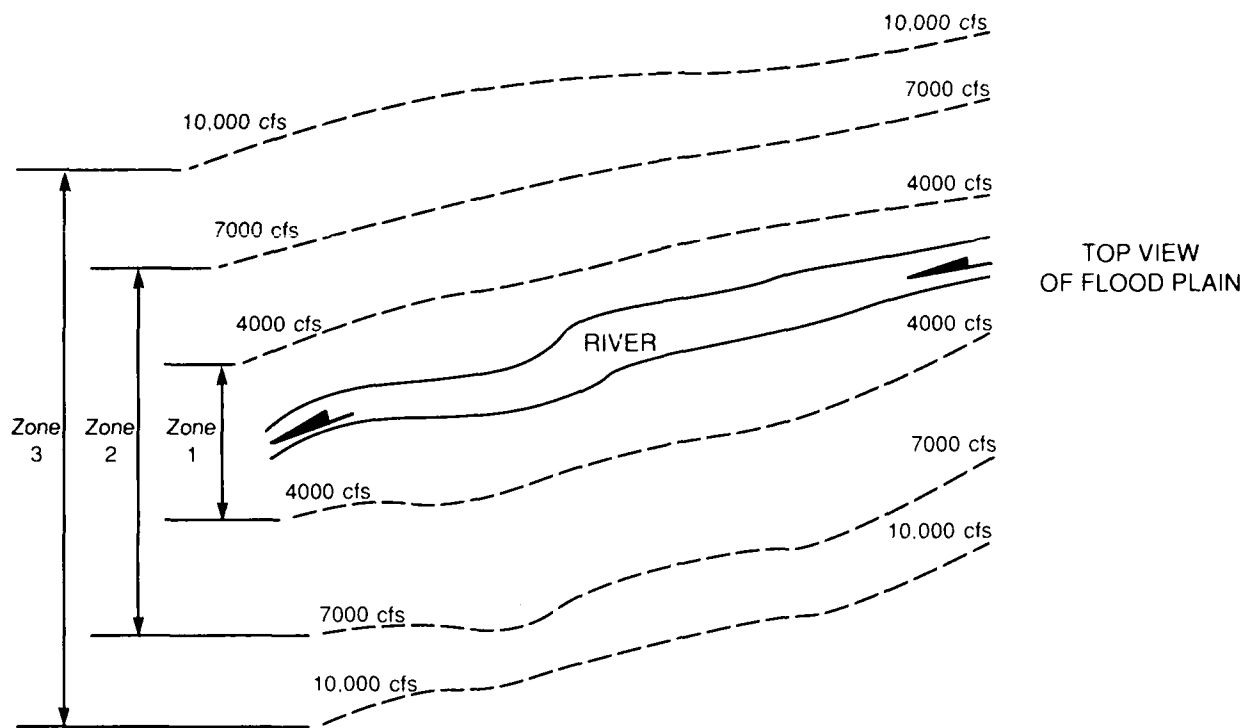 10,000 cfs
7000 cfs
10,000 cfs
4000 cfs
7000 cfs
TOP VIEW
OF FLOOD PLAIN
4000 cfs
4000 cfs
RIVER
Zone
3
Zone
2
Zone
1
7000 cfs
4000 cfs
10.000 cfs
7000 cfs
10.000 cfs